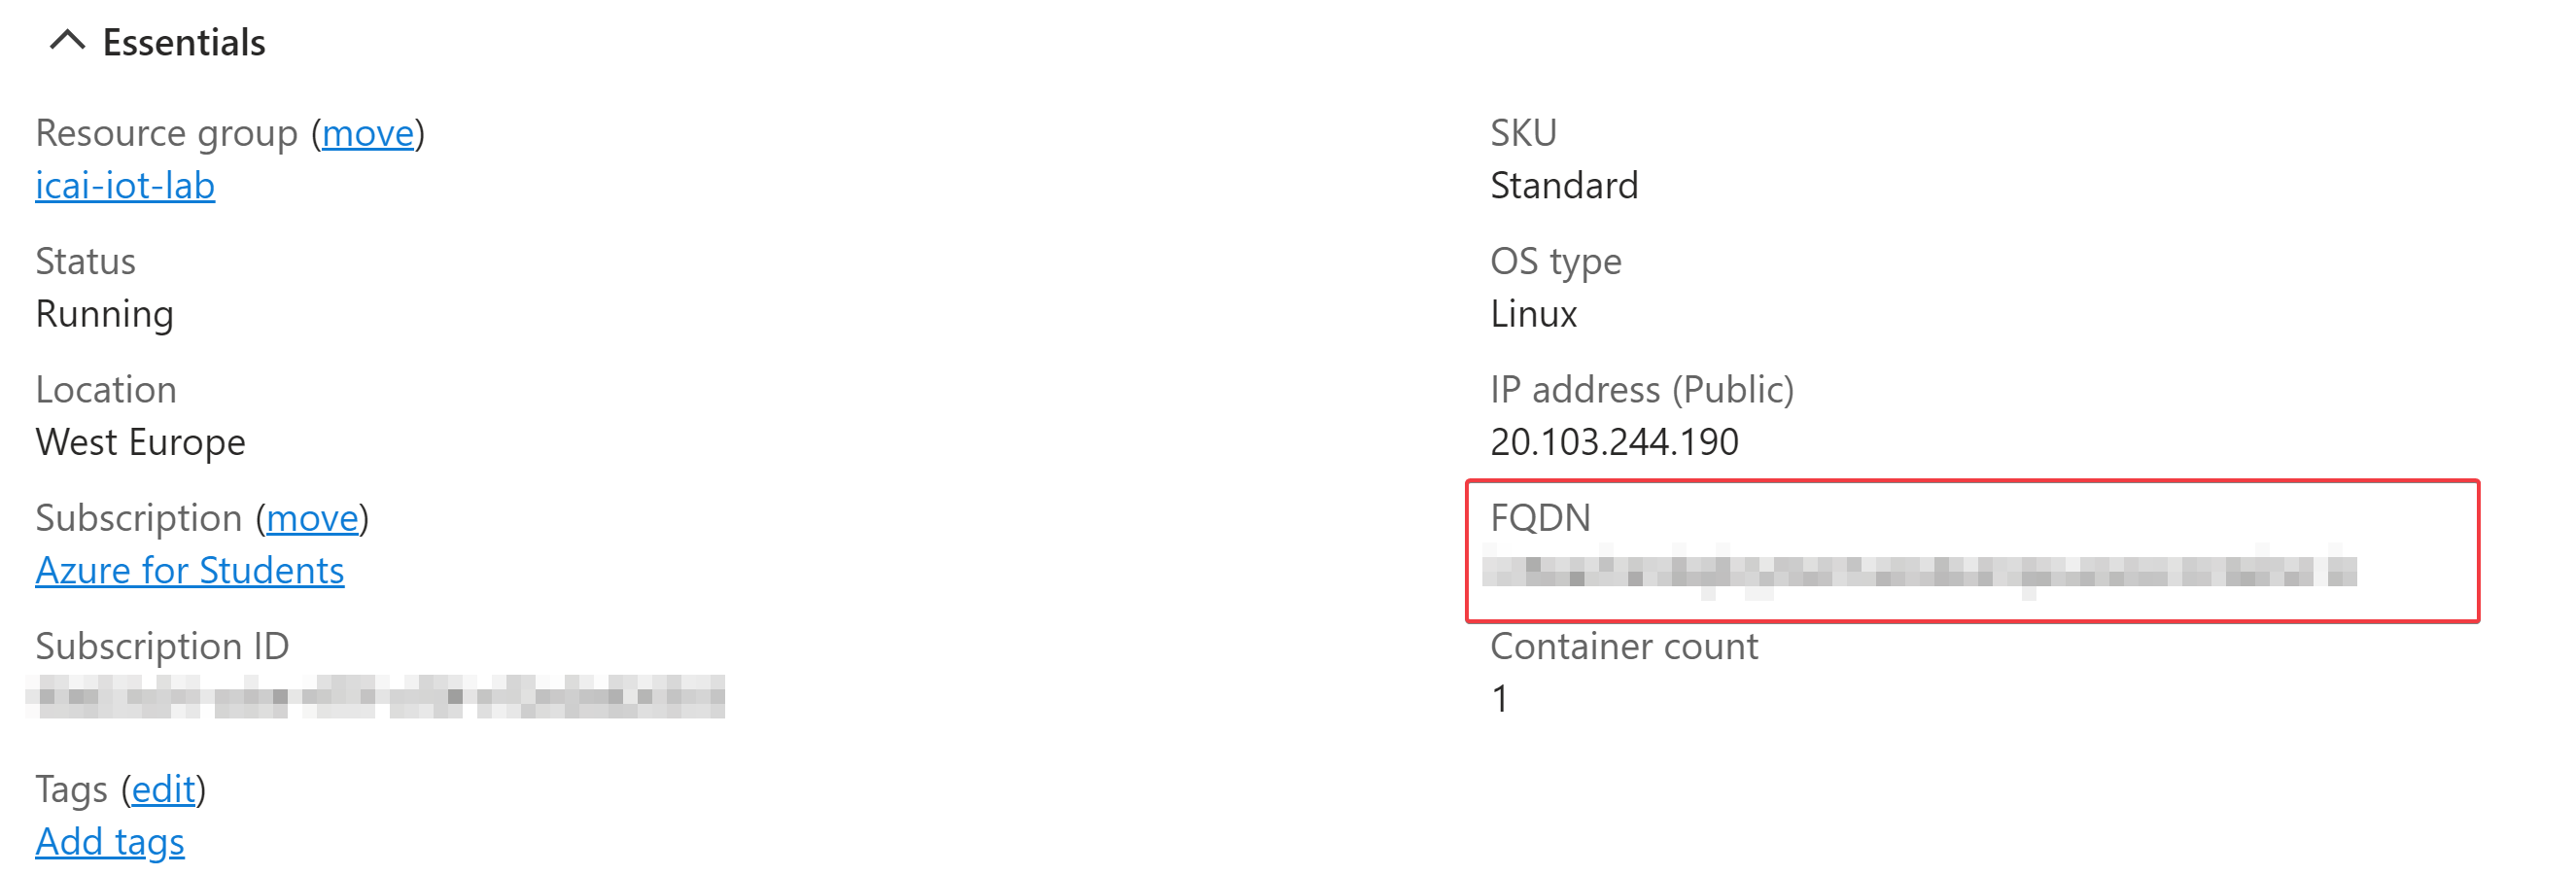 Essentials
Resource group (move)
icai-iot-lab
Status
Running
Location
West Europe
Subscription (move)
Azure for Students
Subscription ID
Tags (edit)
Add tags
SKU
Standard
OS type
Linux
IP address (Public)
20.103.244.190
FQDN
Container count
1